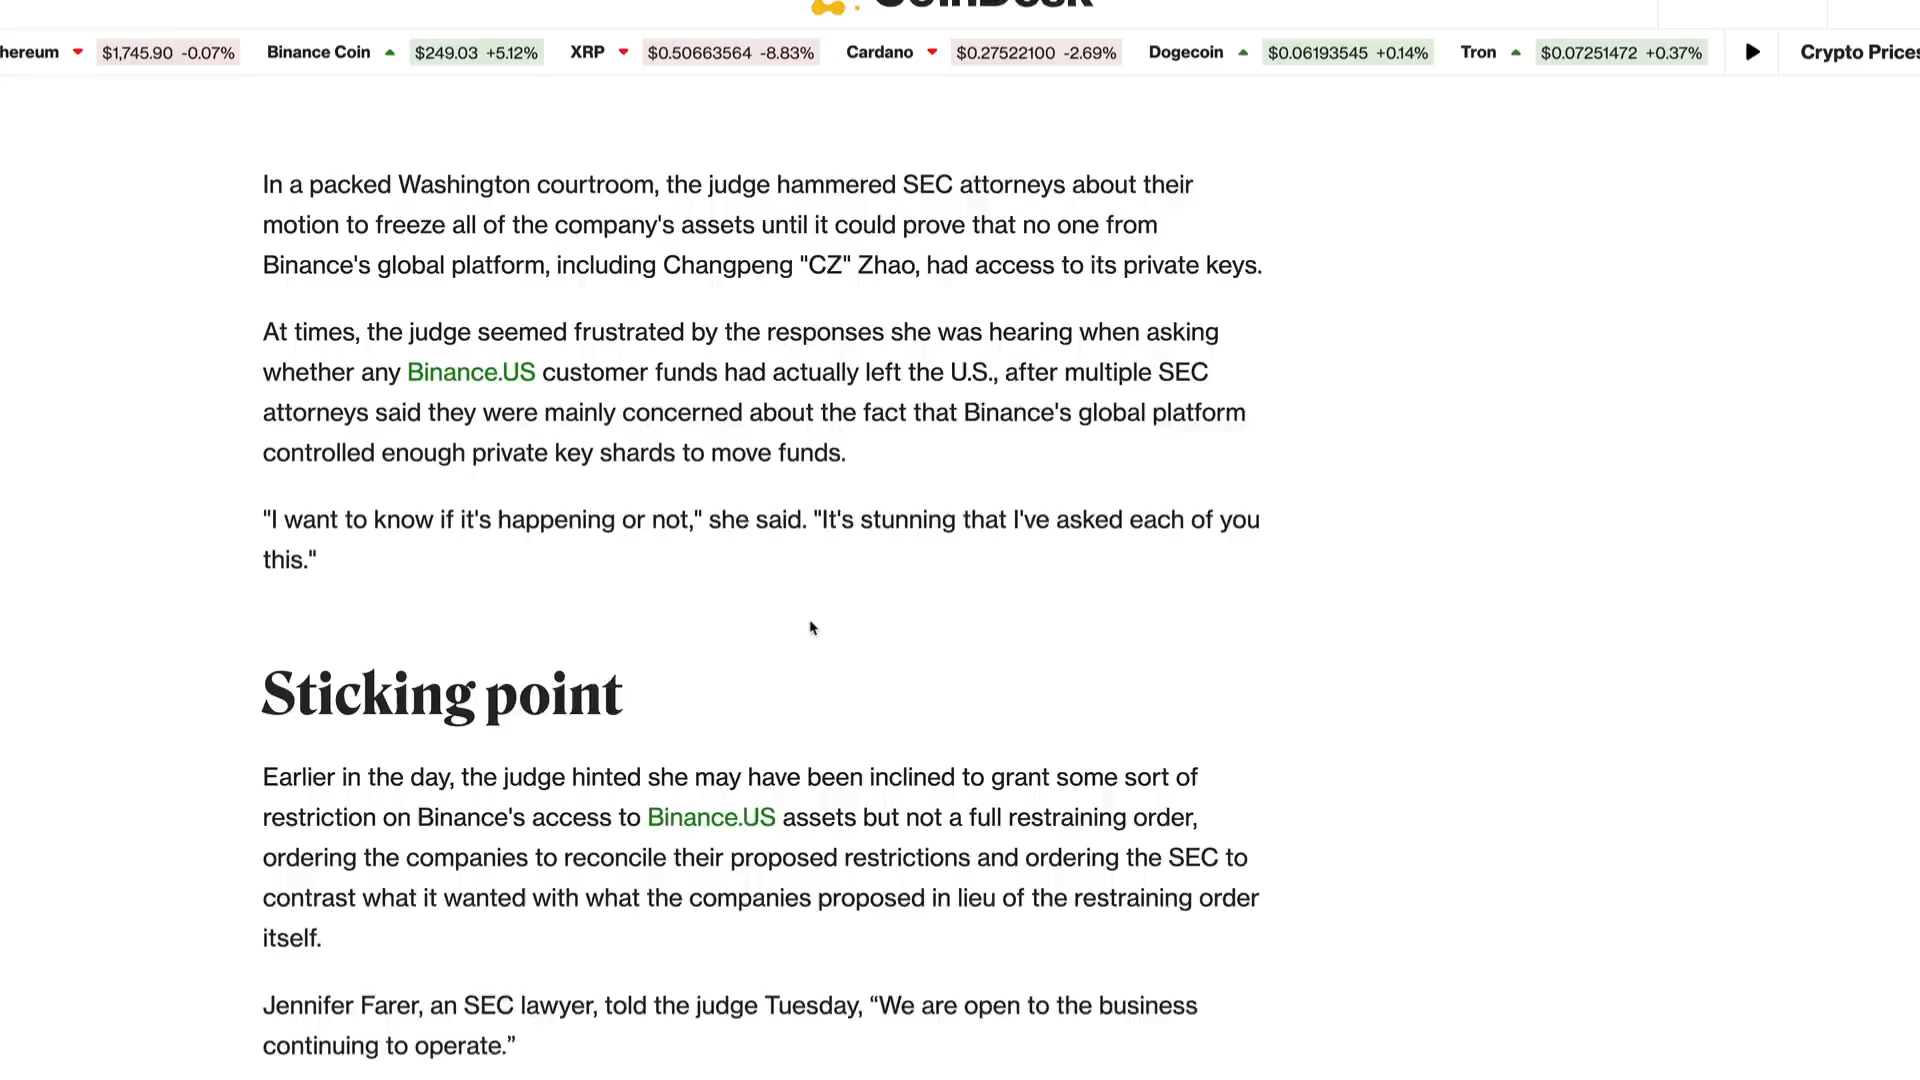 CoinDesk
hereum $1,745.90 -0.07% Binance Coin $249.03 +5.12% XRP $0.50663564 -8.83% Cardano $0.27522100 -2.69% Dogecoin $0.06193545 +0.14% Tron $0.07251472 +0.37% Crypto Prices
In a packed Washington courtroom, the judge hammered SEC attorneys about their
motion to freeze all of the company's assets until it could prove that no one from
Binance's global platform, including Changpeng "CZ" Zhao, had access to its private keys.
At times, the judge seemed frustrated by the responses she was hearing when asking
whether any Binance.US customer funds had actually left the U.S., after multiple SEC
attorneys said they were mainly concerned about the fact that Binance's global platform
controlled enough private key shards to move funds.
"I want to know if it's happening or not," she said. "It's stunning that I've asked each of you
this."
Sticking point
Earlier in the day, the judge hinted she may have been inclined to grant some sort of
restriction on Binance's access to Binance.US assets but not a full restraining order,
ordering the companies to reconcile their proposed restrictions and ordering the SEC to
contrast what it wanted with what the companies proposed in lieu of the restraining order
itself.
Jennifer Farer, an SEC lawyer, told the judge Tuesday, “We are open to the business
continuing to operate.”